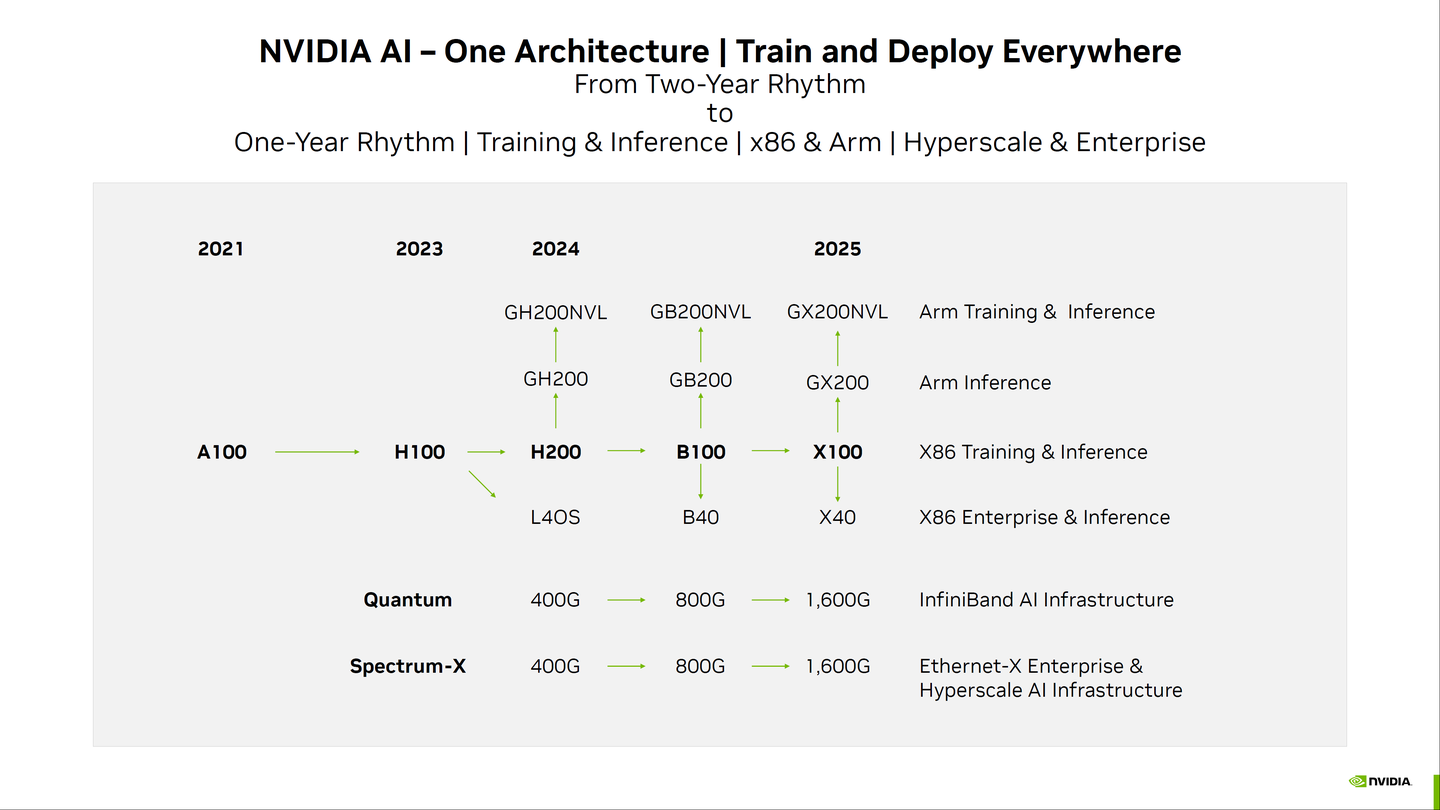 NVIDIA AI – One Architecture | Train and Deploy Everywhere
From Two-Year Rhythm
to
One-Year Rhythm | Training & Inference | x86 & Arm | Hyperscale & Enterprise
2021 2023 2024 2025
GH200NVL GB200NVL GX200NVL Arm Training & Inference
GH200 GB200 GX200 Arm Inference
A100 H100 H200 B100 X100 X86 Training & Inference
L4OS B40 X40 X86 Enterprise & Inference
Quantum 400G 800G 1,600G InfiniBand AI Infrastructure
Spectrum-X 400G 800G 1,600G Ethernet-X Enterprise &
Hyperscale AI Infrastructure
NVIDIA.